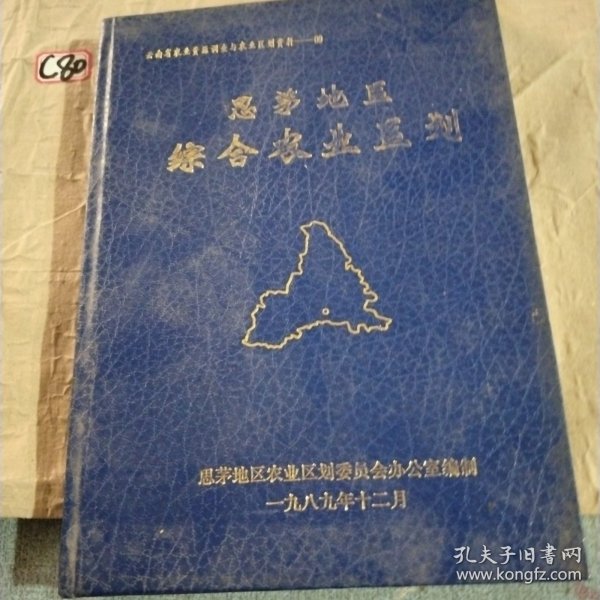 C80
云南省农业资源调查与农业区划资料——09
思茅地区
综合农业区划
思茅地区农业区划委员会办公室编制
一九八九年十二月
孔夫子旧书网
www.kongfz.com